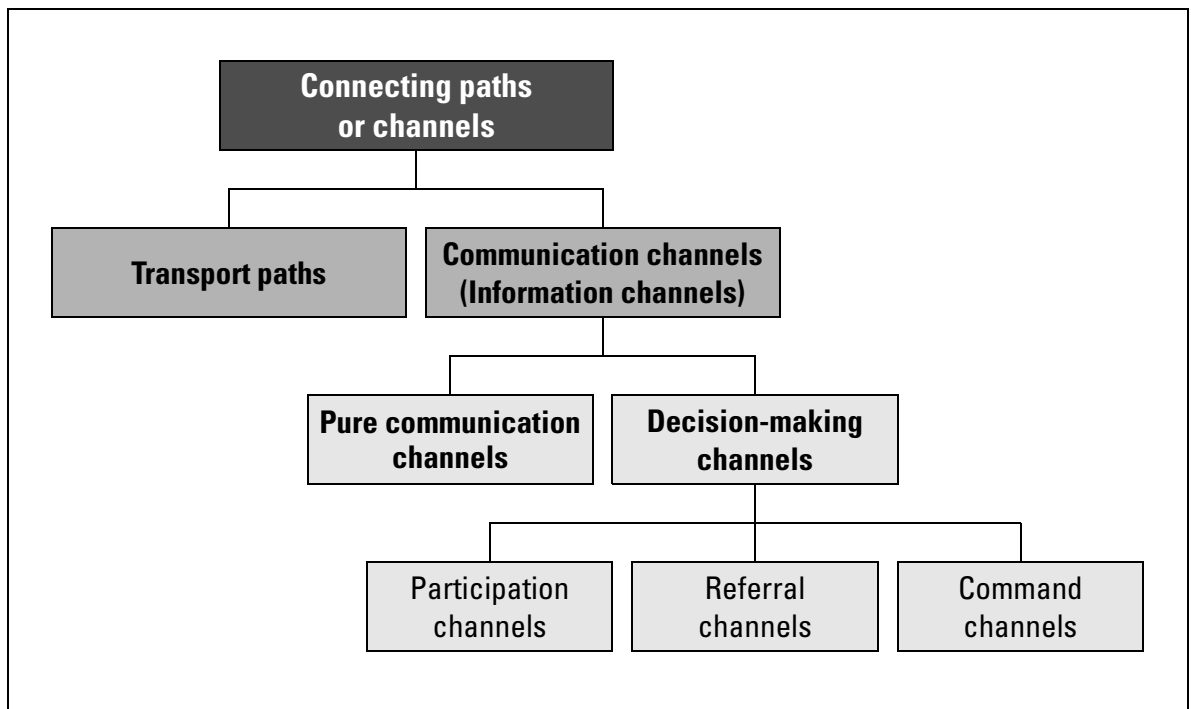 Connecting paths
or channels
Transport paths
Communication channels
(Information channels)
Pure communication
channels
Decision-making
channels
Participation
channels
Referral
channels
Command
channels